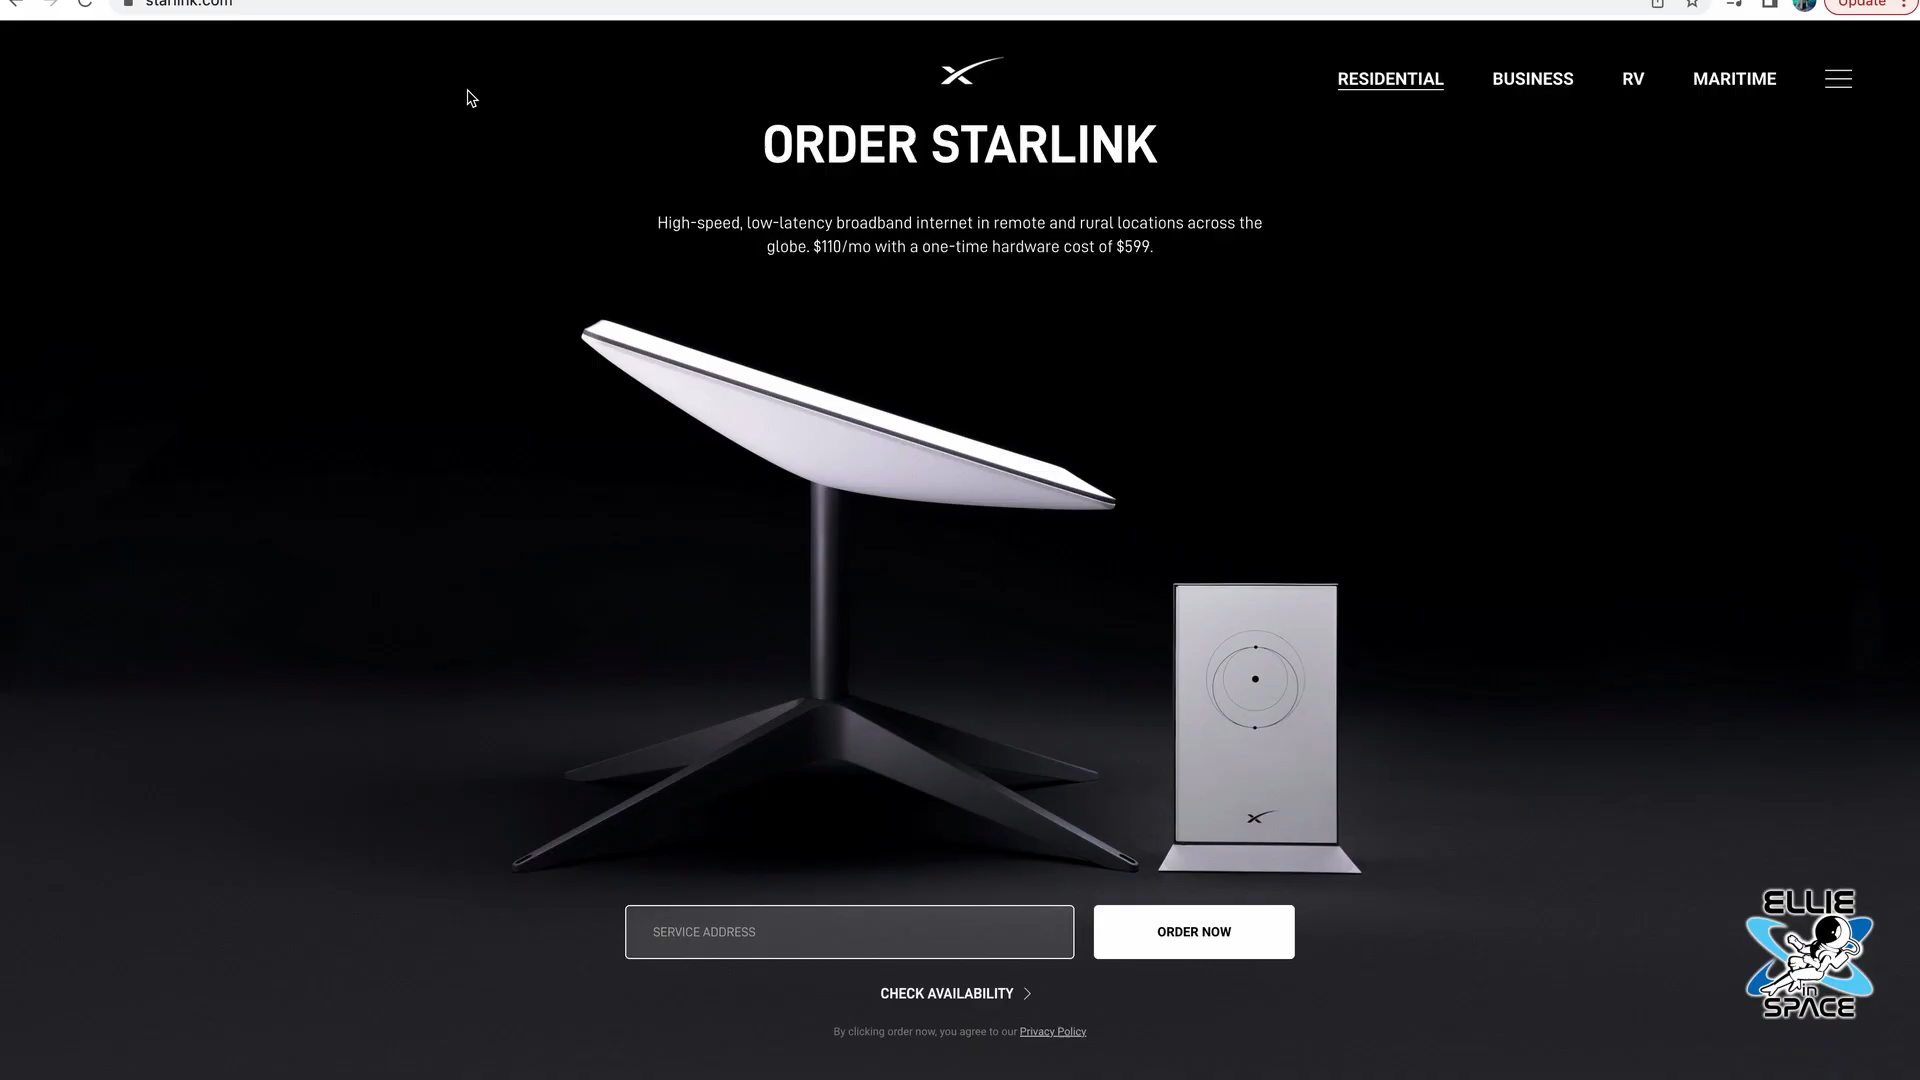 starlink.com
Update
RESIDENTIAL
BUSINESS
RV
MARITIME
ORDER STARLINK
High-speed, low-latency broadband internet in remote and rural locations across the
globe. $110/mo with a one-time hardware cost of $599.
SERVICE ADDRESS
ORDER NOW
CHECK AVAILABILITY
By clicking order now, you agree to our Privacy Policy
ELLIE
in
SPACE